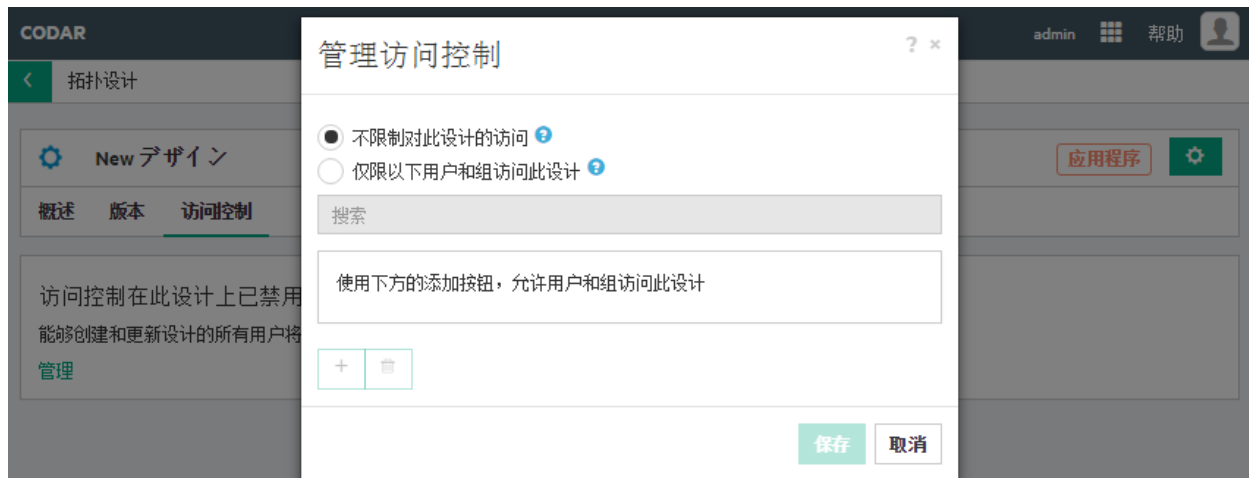 CODAR
admin
帮助
拓扑设计
New デザイン
应用程序
概述
版本
访问控制
访问控制在此设计上已禁用
能够创建和更新设计的所有用户将
管理
管理访问控制
? ×
不限制对此设计的访问 ?
仅限以下用户和组访问此设计 ?
搜索
使用下方的添加按钮，允许用户和组访问此设计
+
保存
取消